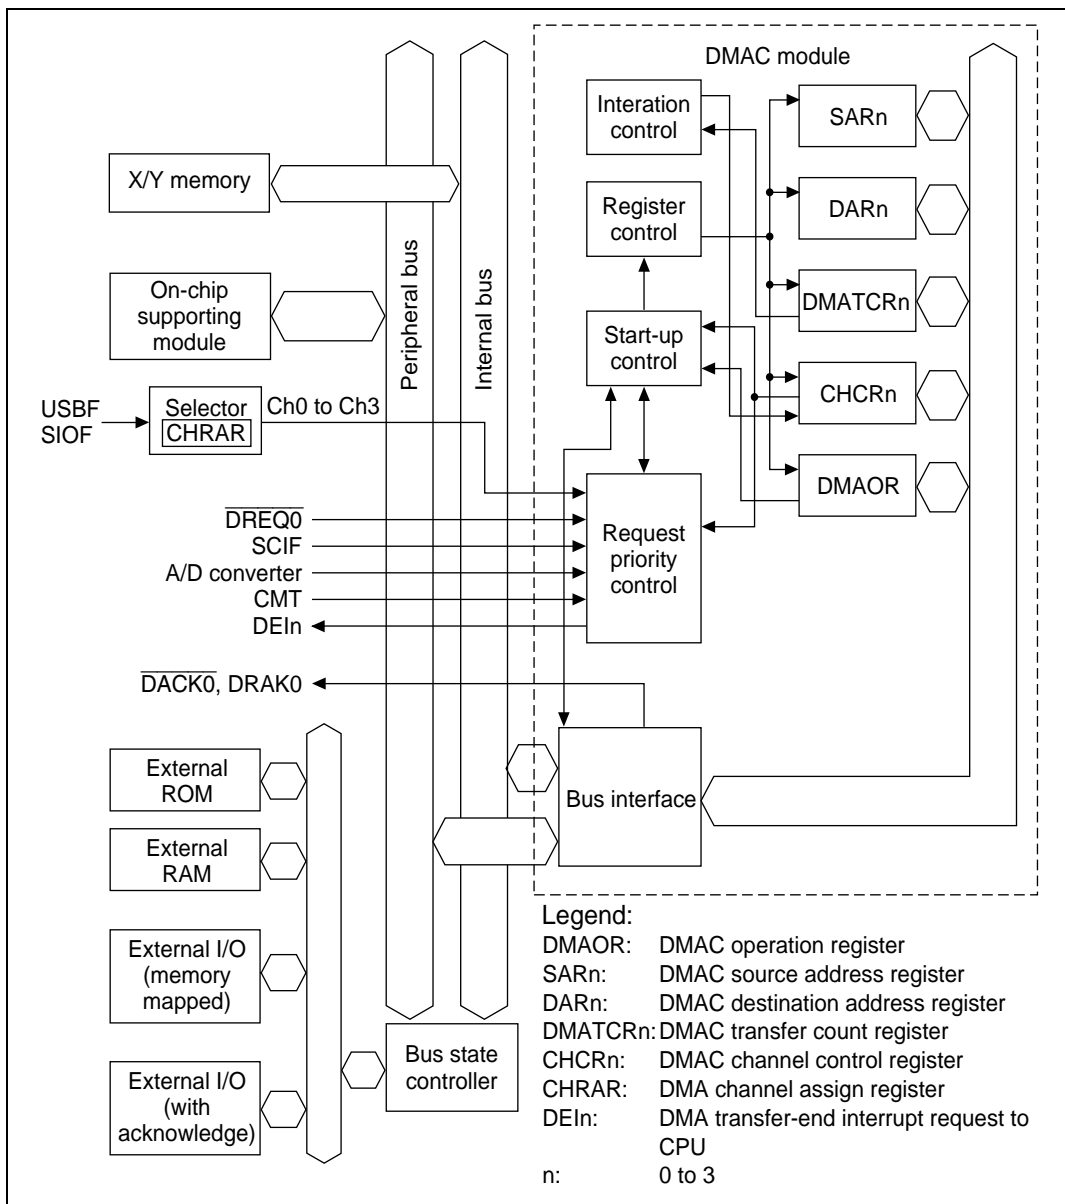 DMAC module
Interation
control
SARn
X/Y memory
Register
control
DARn
Peripheral bus
Internal bus
On-chip
supporting
module
DMATCRn
Start-up
control
CHCRn
USBF
SIOF
Selector
CHRAR
Ch0 to Ch3
DMAOR
DREQ0
SCIF
A/D converter
CMT
DEIn
Request
priority
control
DACK0, DRAK0
External
ROM
Bus interface
External
RAM
External I/O
(memory
mapped)
Bus state
controller
External I/O
(with
acknowledge)
Legend:
DMAOR: DMAC operation register
SARn: DMAC source address register
DARn: DMAC destination address register
DMATCRn: DMAC transfer count register
CHCRn: DMAC channel control register
CHRAR: DMA channel assign register
DEIn: DMA transfer-end interrupt request to
CPU
n: 0 to 3